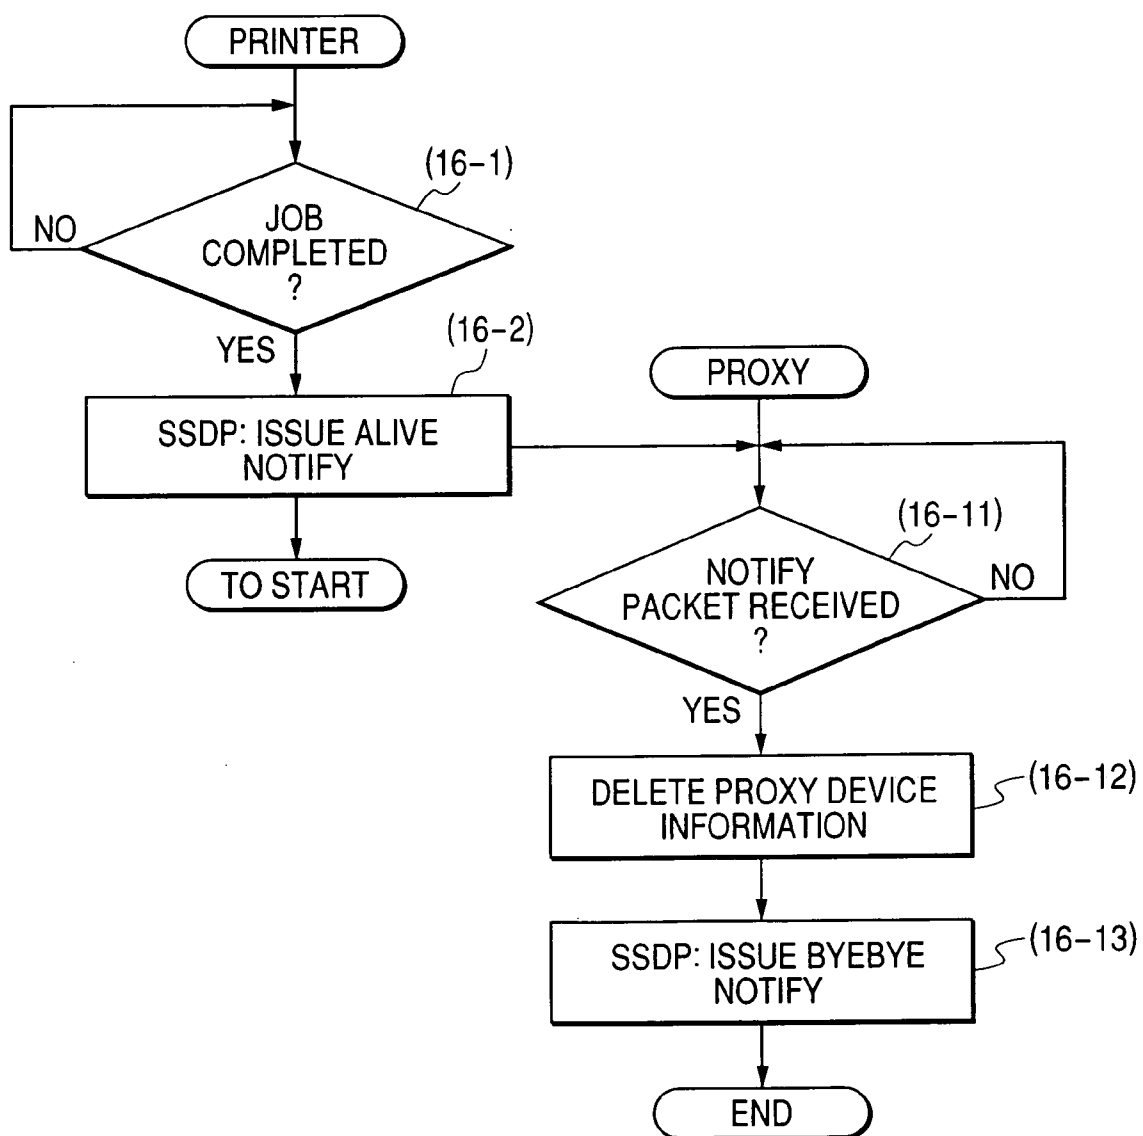 PRINTER
(16-1)
JOB
COMPLETED
?
NO
YES
(16-2)
SSDP: ISSUE ALIVE
NOTIFY
TO START
PROXY
(16-11)
NOTIFY
PACKET RECEIVED
?
NO
YES
DELETE PROXY DEVICE
INFORMATION
(16-12)
SSDP: ISSUE BYEBYE
NOTIFY
(16-13)
END